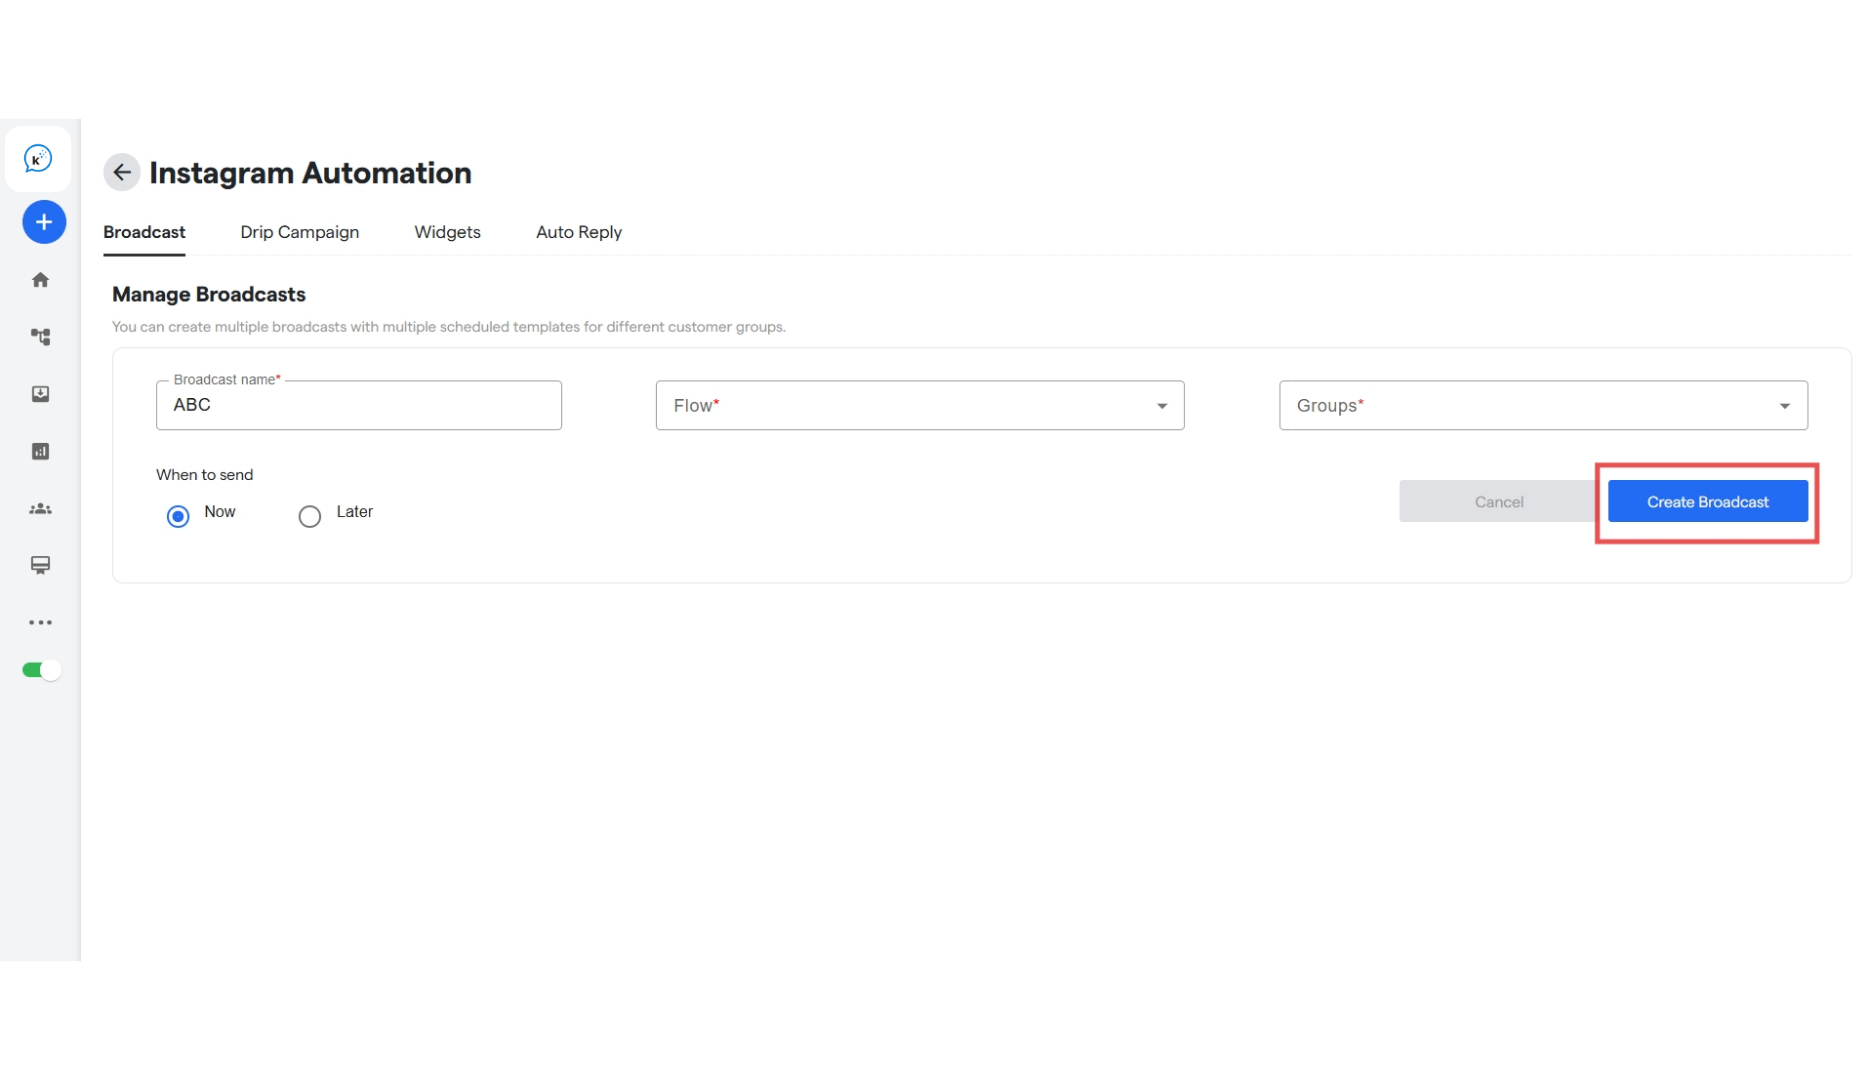 k
Instagram Automation
Broadcast Drip Campaign Widgets Auto Reply
Manage Broadcasts
You can create multiple broadcasts with multiple scheduled templates for different customer groups.
Broadcast name*
ABC Flow* Groups*
When to send
Now Later
Cancel Create Broadcast